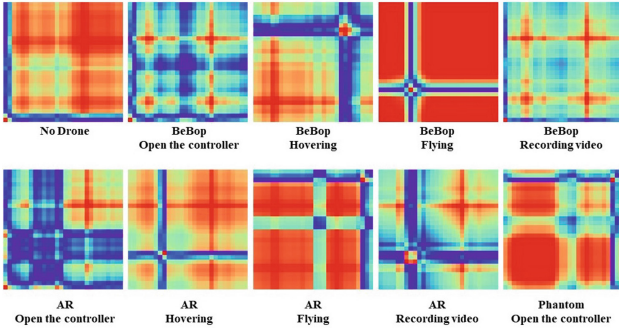 No Drone
BeBop
Open the controller
BeBop
Hovering
BeBop
Flying
BeBop
Recording video
AR
Open the controller
AR
Hovering
AR
Flying
AR
Recording video
Phantom
Open the controller